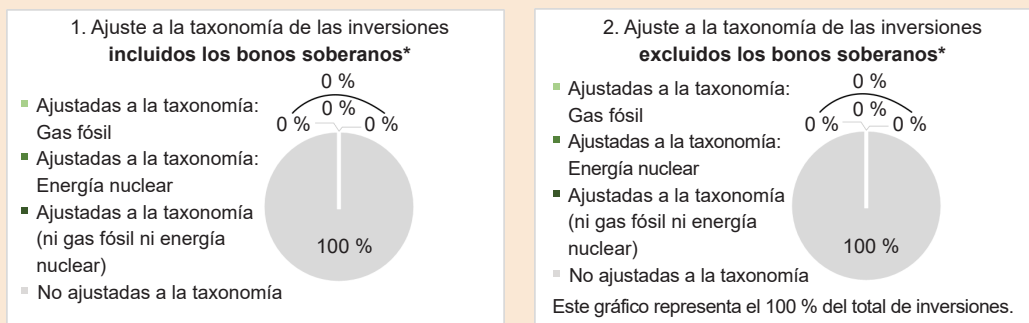 1. Ajuste a la taxonomía de las inversiones
incluidos los bonos soberanos*
0 %
0 %
0 %
0 %
Ajustadas a la taxonomía:
Gas fósil
Ajustadas a la taxonomía:
Energía nuclear
Ajustadas a la taxonomía
(ni gas fósil ni energía
nuclear)
100 %
No ajustadas a la taxonomía
2. Ajuste a la taxonomía de las inversiones
excluidos los bonos soberanos*
0 %
0 %
0 %
0 %
Ajustadas a la taxonomía:
Gas fósil
Ajustadas a la taxonomía:
Energía nuclear
Ajustadas a la taxonomía
(ni gas fósil ni energía
nuclear)
100 %
No ajustadas a la taxonomía
Este gráfico representa el 100 % del total de inversiones.